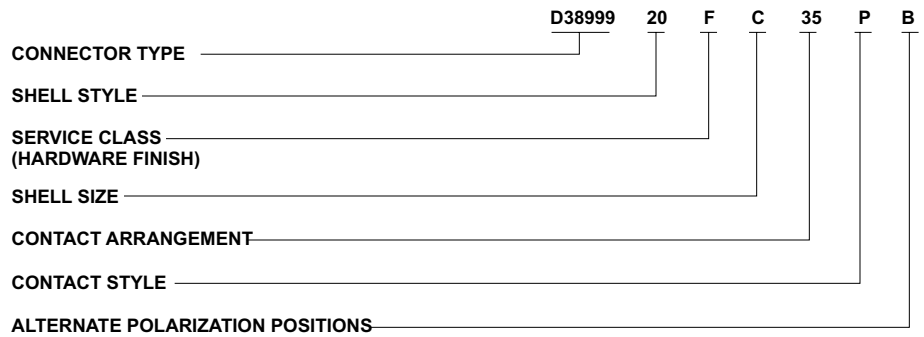 D38999 20 F C 35 P B
CONNECTOR TYPE
SHELL STYLE
SERVICE CLASS
(HARDWARE FINISH)
SHELL SIZE
CONTACT ARRANGEMENT
CONTACT STYLE
ALTERNATE POLARIZATION POSITIONS